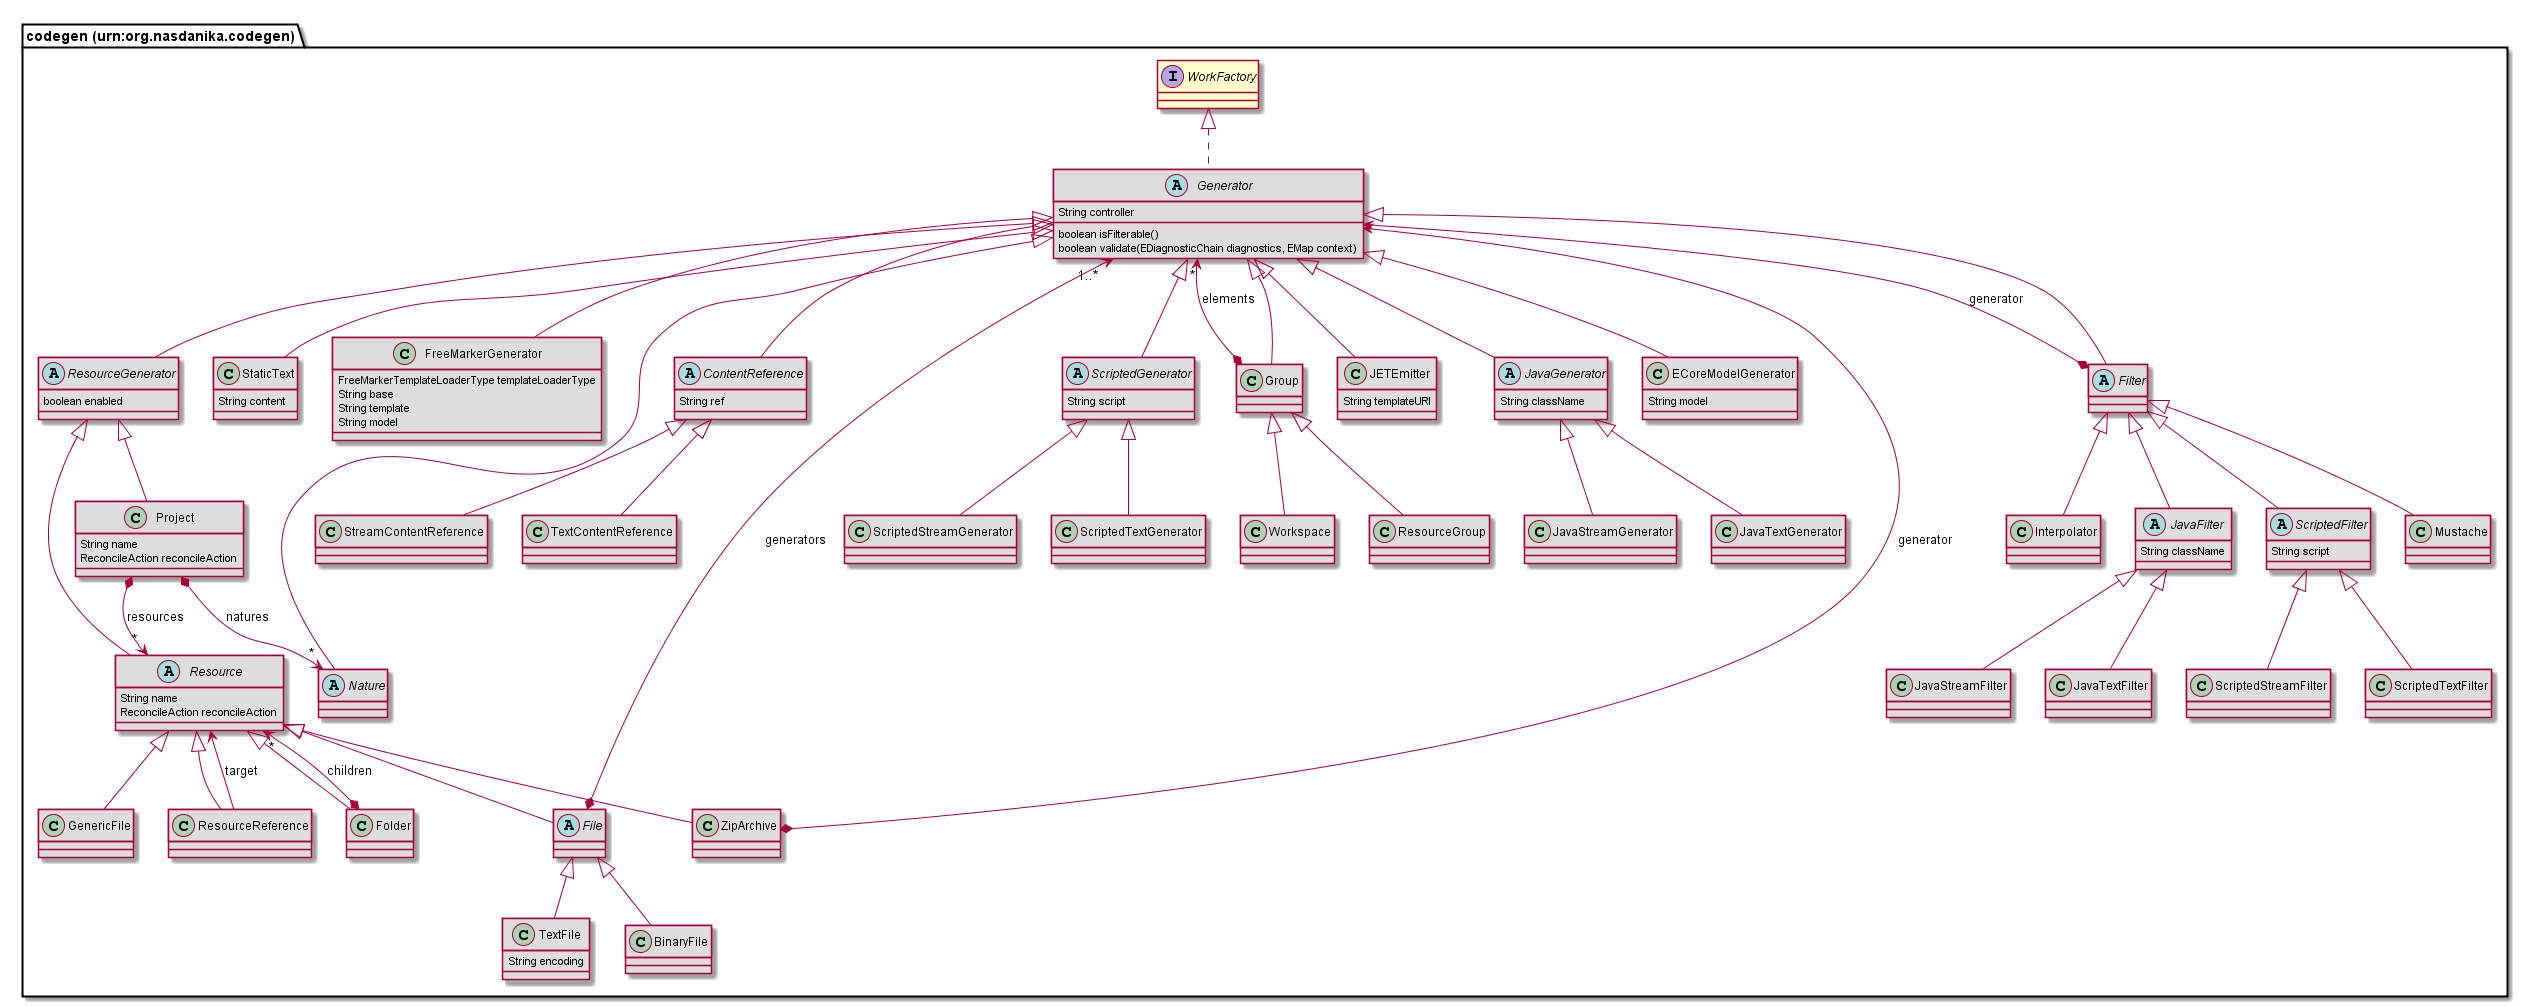 codegen (urn:org.nasdanika.codegen)
I WorkFactory
A Generator
String controller
boolean isFilterable()
boolean validate(EDiagnosticChain diagnostics, EMap context)
1..*
*
elements
generator
A ResourceGenerator
boolean enabled
C StaticText
String content
C FreeMarkerGenerator
FreeMarkerTemplateLoaderType templateLoaderType
String base
String template
String model
A ContentReference
String ref
A ScriptedGenerator
String script
C Group
C JETEmitter
String templateURI
A JavaGenerator
String className
C ECoreModelGenerator
String model
A Filter
C Project
String name
ReconcileAction reconcileAction
C StreamContentReference
C TextContentReference
generators
C ScriptedStreamGenerator
C ScriptedTextGenerator
C Workspace
C ResourceGroup
C JavaStreamGenerator
C JavaTextGenerator
generator
C Interpolator
A JavaFilter
String className
A ScriptedFilter
String script
C Mustache
resources
natures
*
*
A Resource
String name
ReconcileAction reconcileAction
A Nature
C JavaStreamFilter
C JavaTextFilter
C ScriptedStreamFilter
C ScriptedTextFilter
*
target
children
C GenericFile
C ResourceReference
C Folder
A File
C ZipArchive
C TextFile
String encoding
C BinaryFile